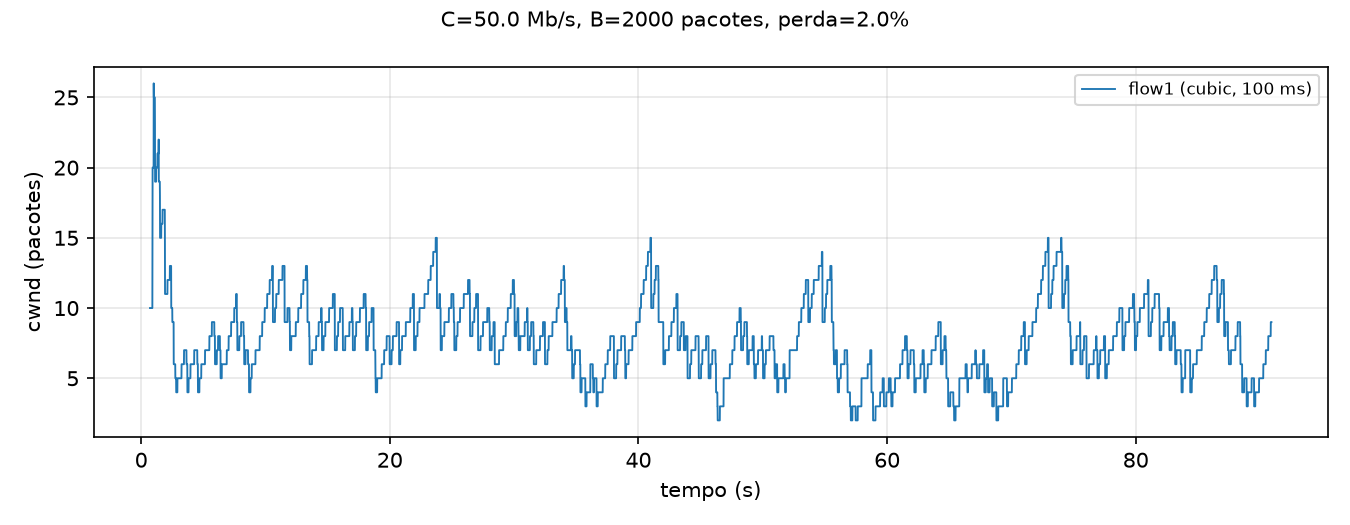 C=50.0 Mb/s, B=2000 pacotes, perda=2.0%
flow1 (cubic, 100 ms)
cwnd (pacotes)
25
20
15
10
5
0 20 40 60 80
tempo (s)